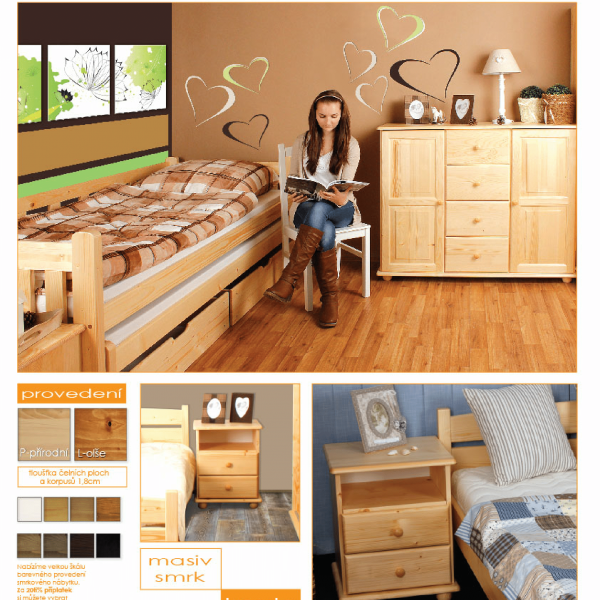 provedení
P-přírodní
L-olše
tloušťka čelních ploch
a korpusů 1,8cm
Nabízíme velkou škálu
barevného provedení
smrkového nábytku.
Za 20% příplatek
si můžete vybrat
masiv
smrk